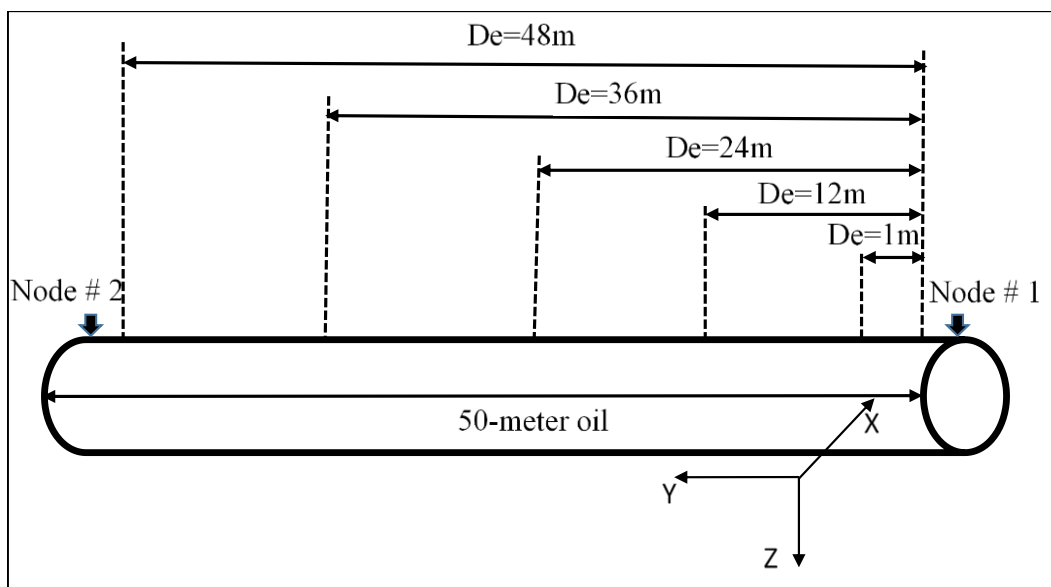 De=48m
De=36m
De=24m
De=12m
De=1m
Node # 2
Node # 1
50-meter oil
X
Y
Z